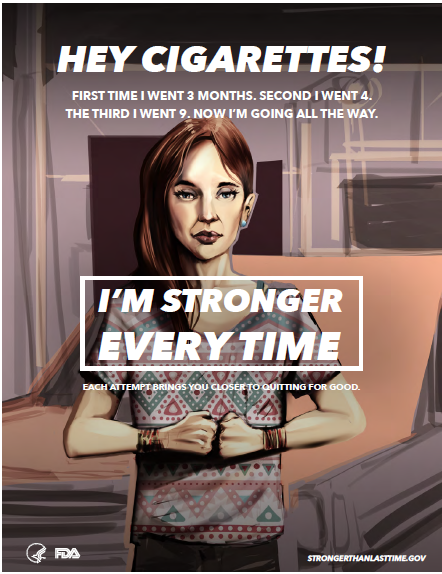 HEY CIGARETTES!
FIRST TIME I WENT 3 MONTHS. SECOND I WENT 4.
THE THIRD I WENT 9. NOW I'M GOING ALL THE WAY.
I'M STRONGER
EVERY TIME
EACH ATTEMPT BRINGS YOU CLOSER TO QUITTING FOR GOOD.
FDA
STRONGERTHANLASTTIME.GOV